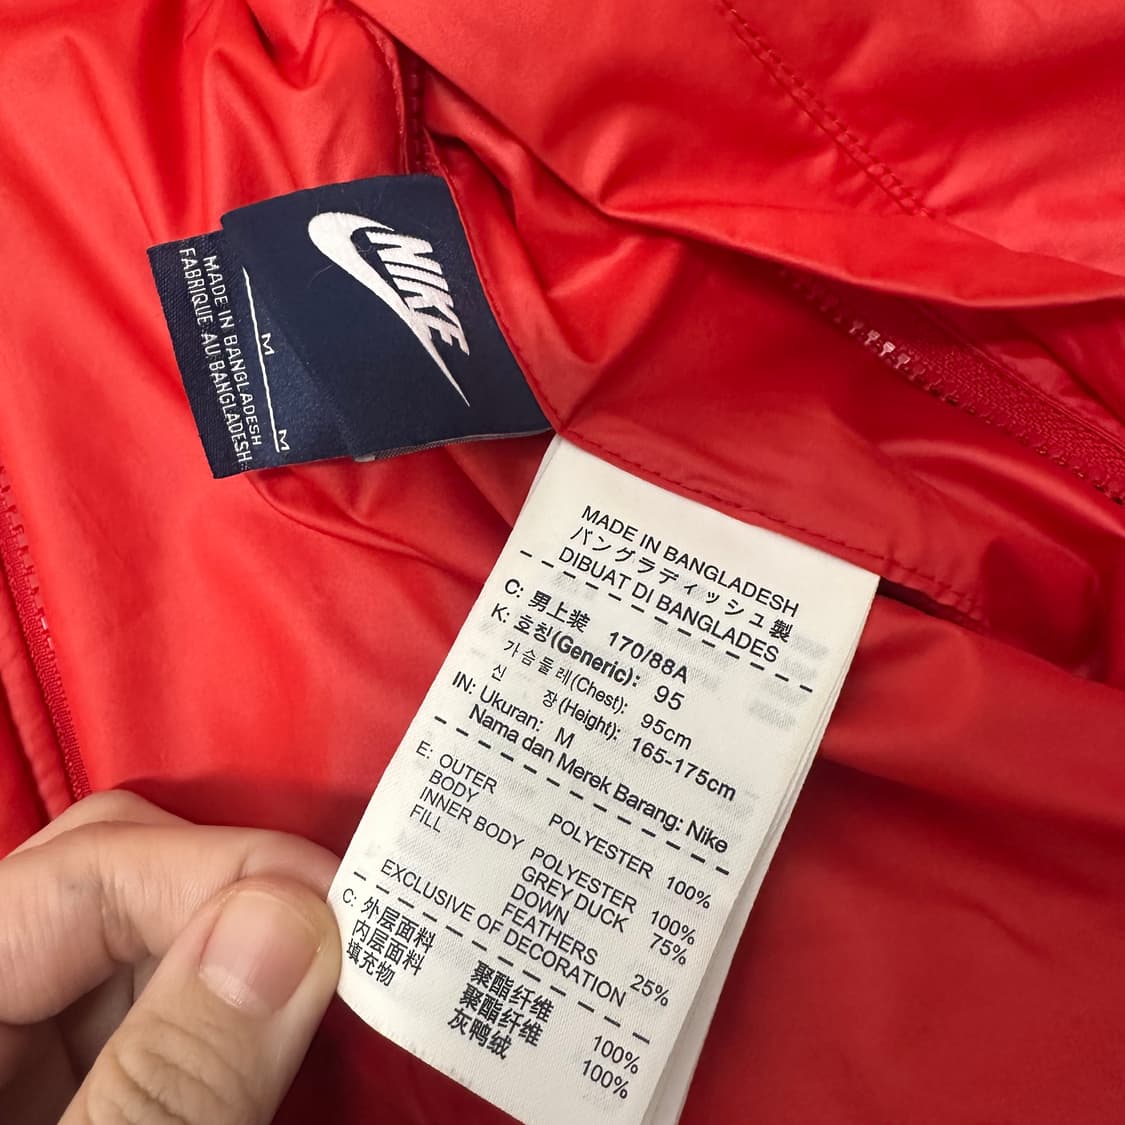 NIKE
M
M
MADE IN BANGLADESH
FABRIQUE AU BANGLADESH
MADE IN BANGLADESH
バングラディッシュ製
DIBUAT DI BANGLADES
C: 男上装 170/88A
K: 호칭(Generic): 95
가슴둘레(Chest): 95cm
신 장(Height): 165-175cm
IN: Ukuran: M
Nama dan Merek Barang: Nike
E: OUTER BODY POLYESTER 100%
INNER BODY POLYESTER 100%
FILL GREY DUCK DOWN 75%
FEATHERS 25%
EXCLUSIVE OF DECORATION
C: 外层面料 聚酯纤维 100%
内层面料 聚酯纤维 100%
填充物 灰鸭绒